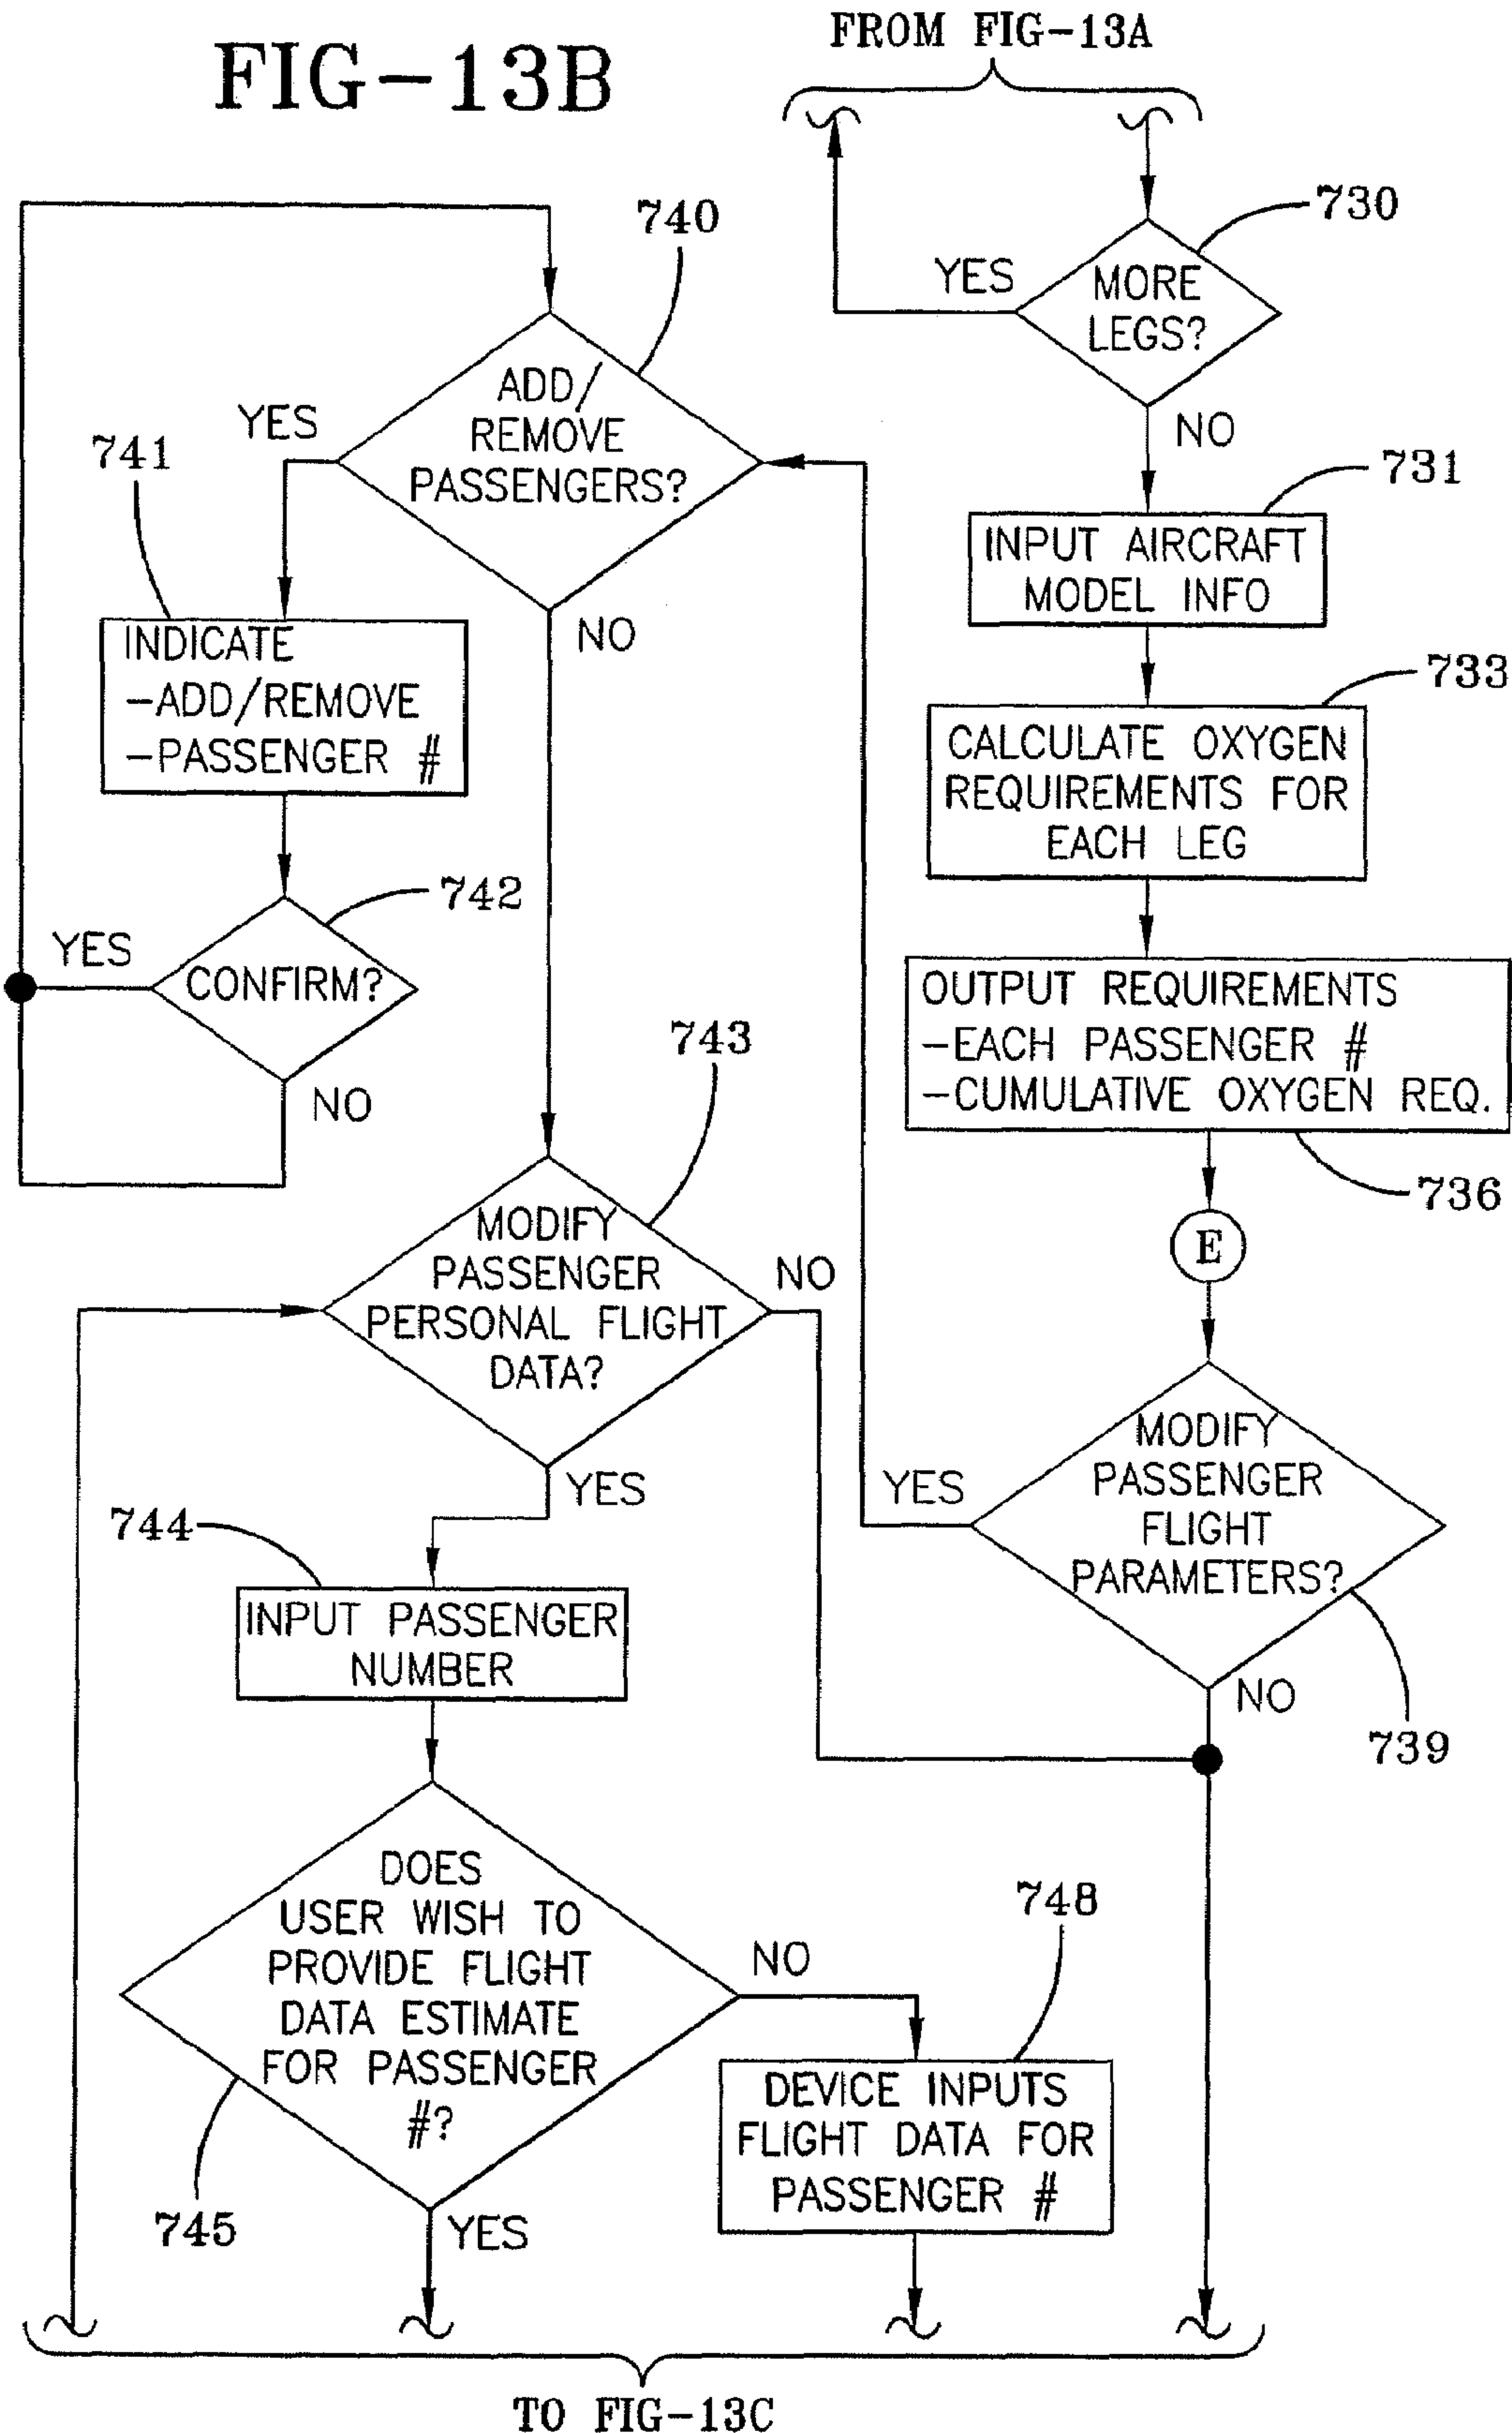 FIG-13B
FROM FIG-13A
730
YES
MORE
LEGS?
NO
731
INPUT AIRCRAFT
MODEL INFO
733
CALCULATE OXYGEN
REQUIREMENTS FOR
EACH LEG
OUTPUT REQUIREMENTS
-EACH PASSENGER #
-CUMULATIVE OXYGEN REQ.
736
E
MODIFY
PASSENGER
FLIGHT
PARAMETERS?
YES
NO
739
740
ADD/
REMOVE
PASSENGERS?
YES
NO
741
INDICATE
-ADD/REMOVE
-PASSENGER #
742
YES
CONFIRM?
NO
743
MODIFY
PASSENGER
PERSONAL FLIGHT
DATA?
NO
YES
744
INPUT PASSENGER
NUMBER
DOES
USER WISH TO
PROVIDE FLIGHT
DATA ESTIMATE
FOR PASSENGER
#?
NO
745
YES
748
DEVICE INPUTS
FLIGHT DATA FOR
PASSENGER #
TO FIG-13C